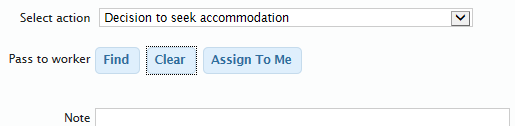 Select action Decision to seek accommodation
Pass to worker Find Clear Assign To Me
Note